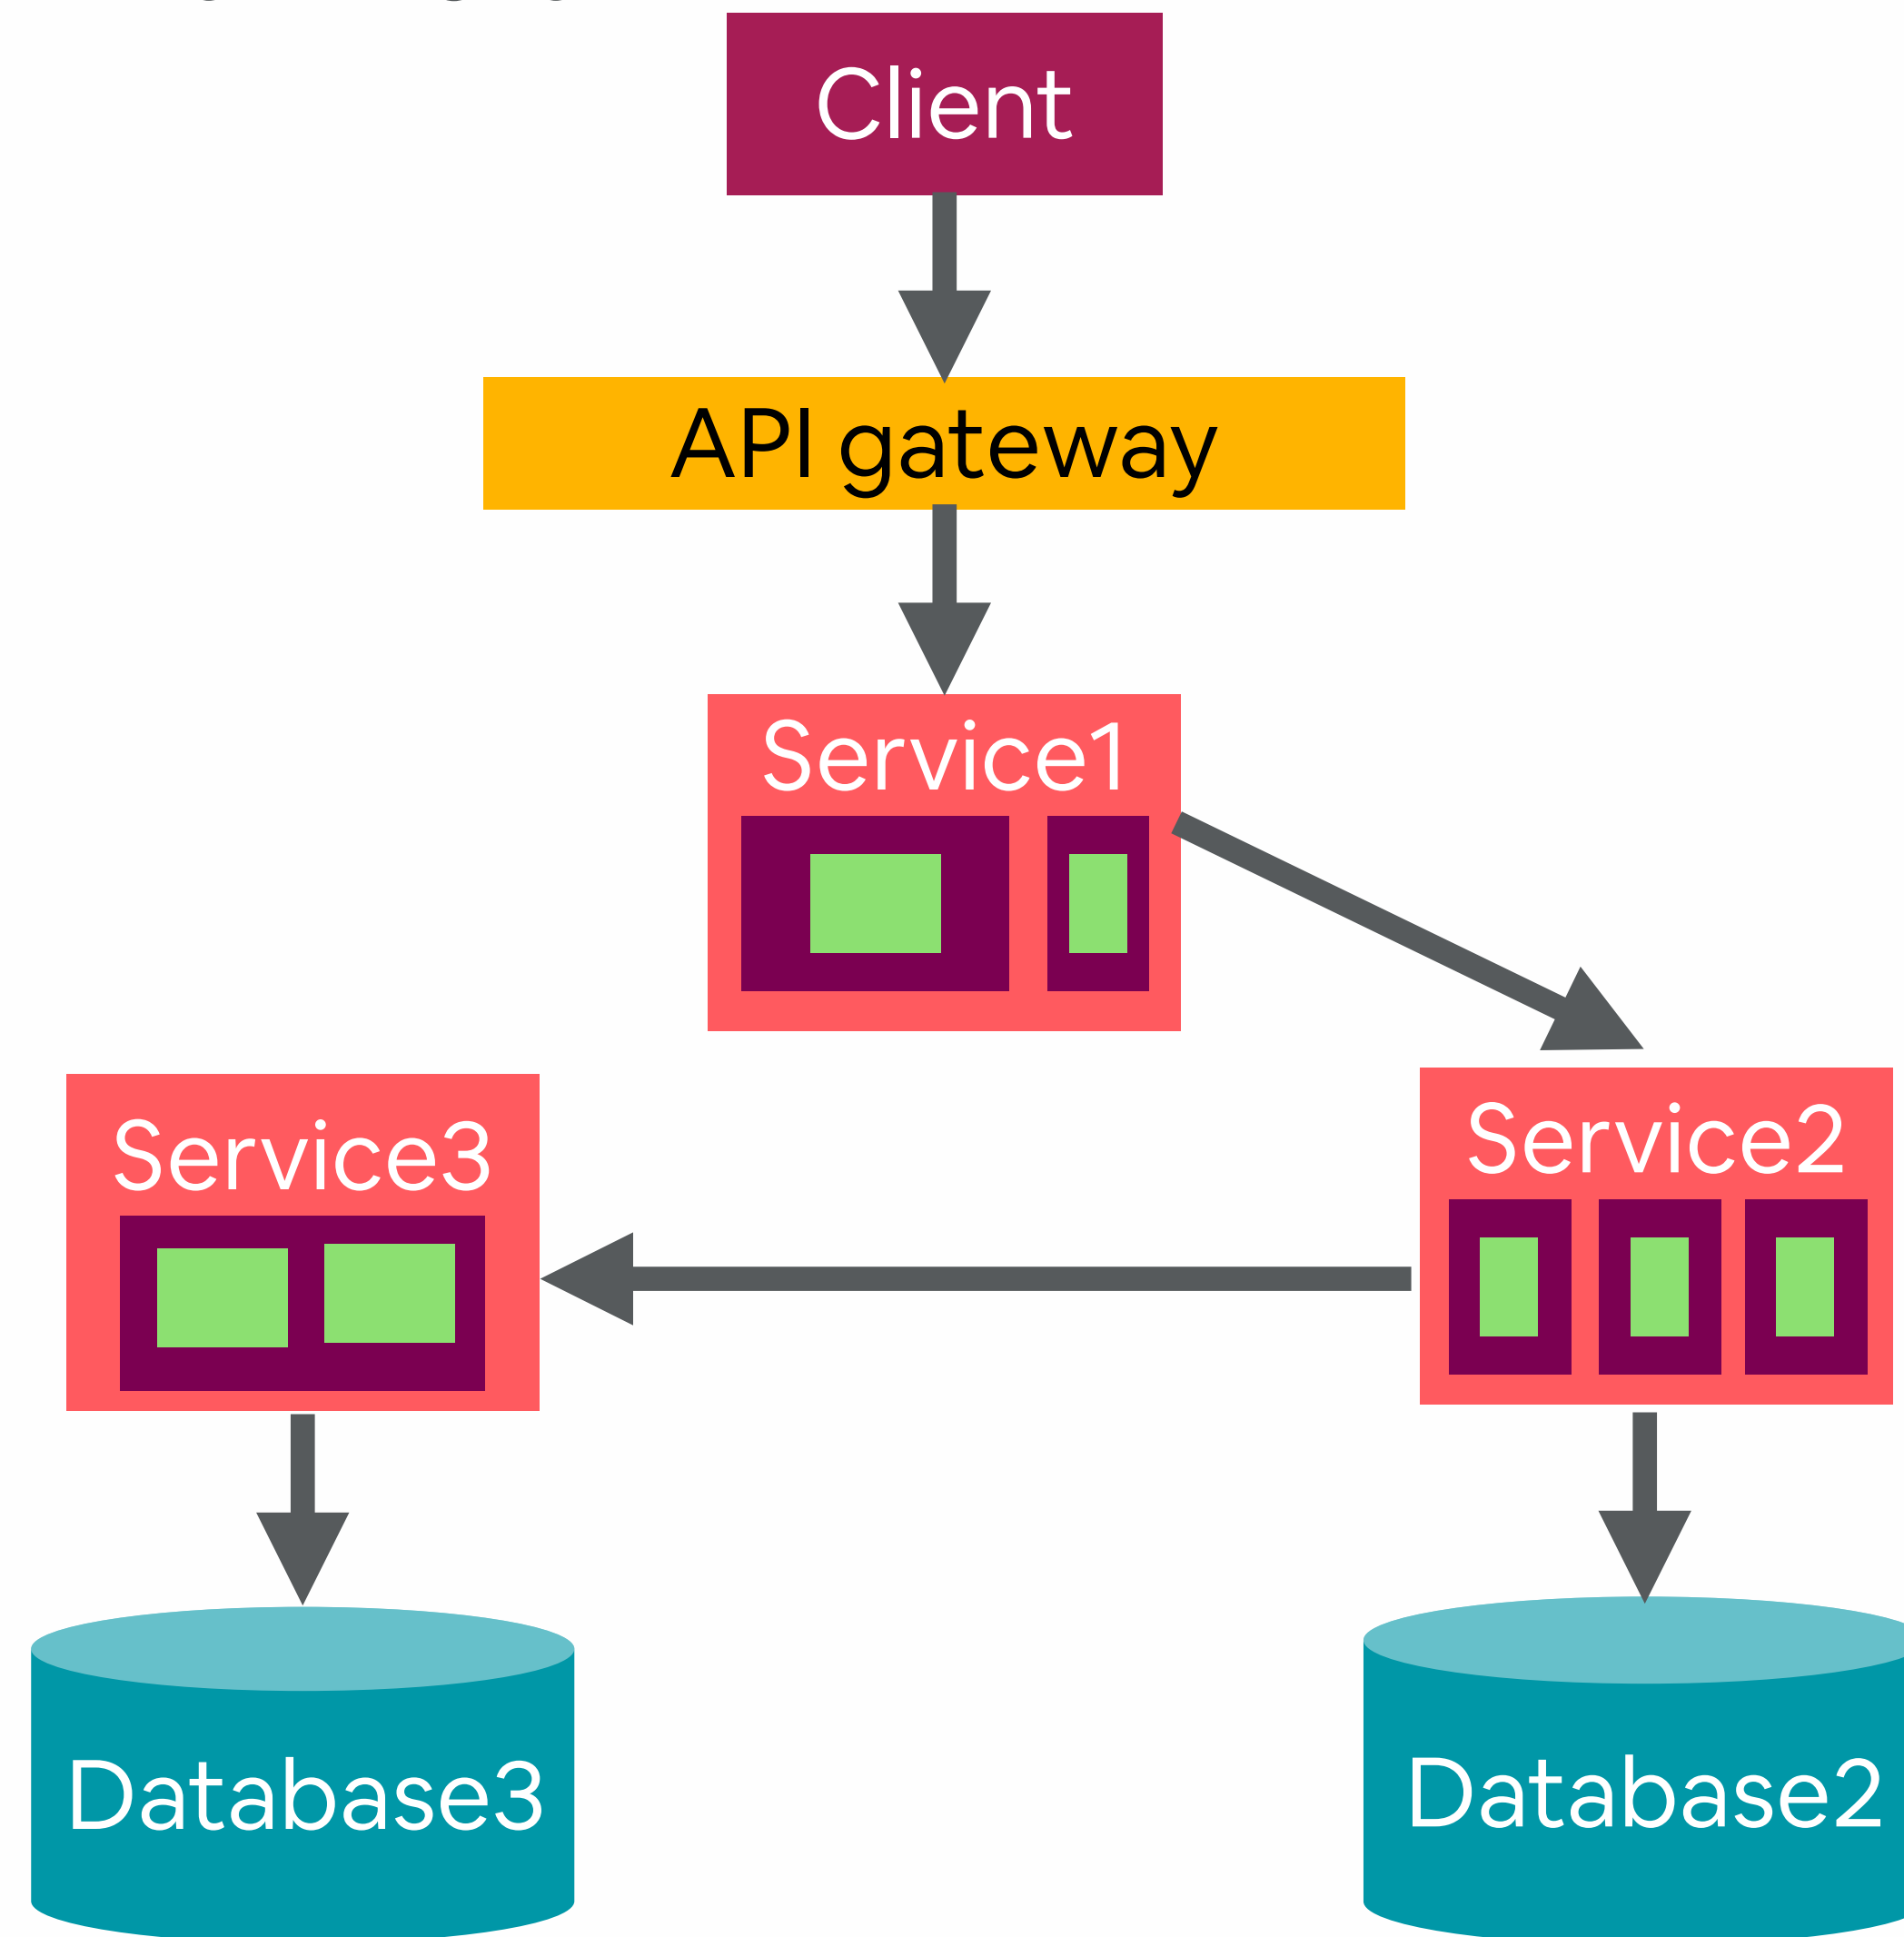 Client
API gateway
Service1
Service3
Service2
Database3
Database2